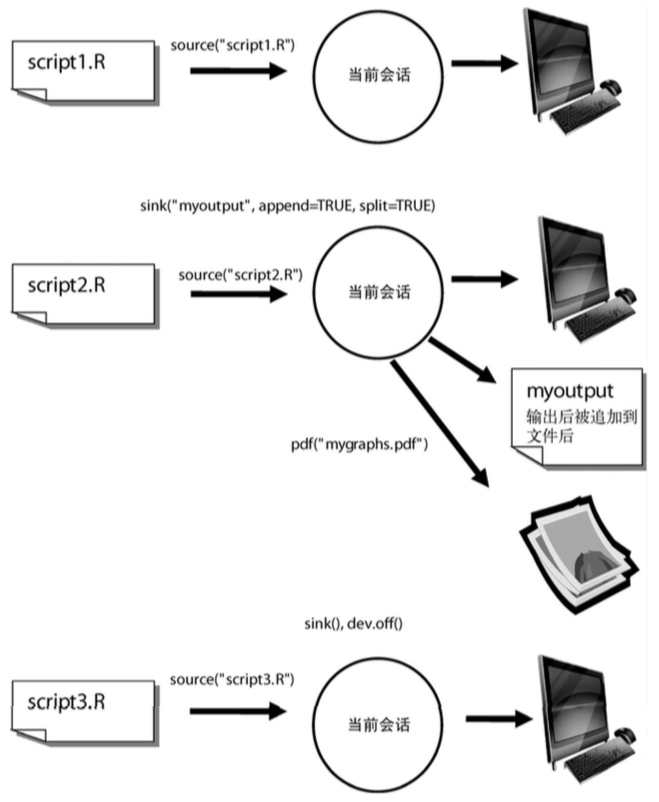 script1.R
source("script1.R")
当前会话
sink("myoutput", append=TRUE, split=TRUE)
script2.R
source("script2.R")
当前会话
myoutput
输出后被追加到
文件后
pdf("mygraphs.pdf")
sink(), dev.off()
script3.R
source("script3.R")
当前会话